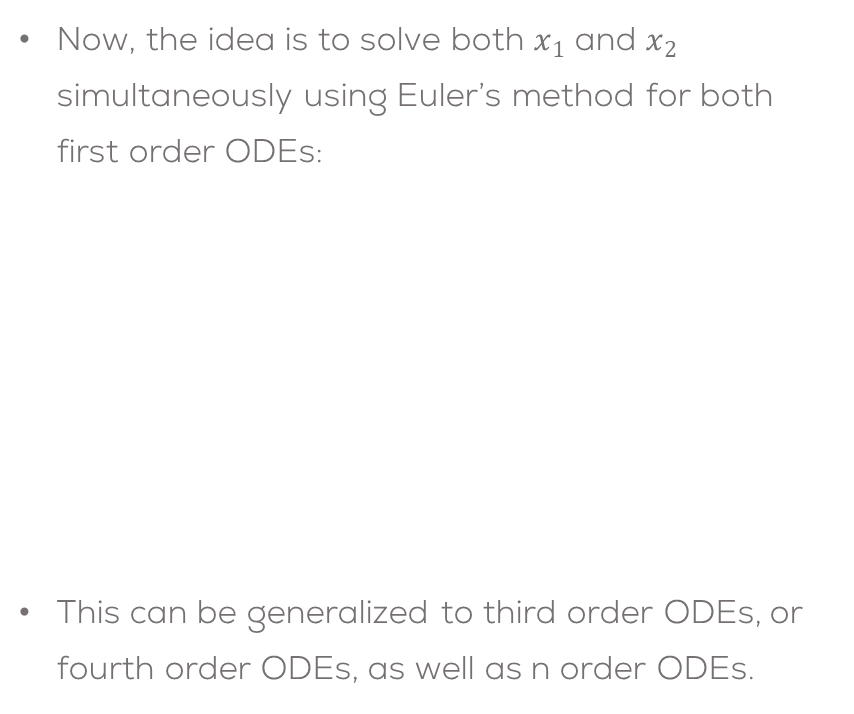 • Now, the idea is to solve both x₁ and x₂
simultaneously using Euler’s method for both
first order ODEs:
• This can be generalized to third order ODEs, or
fourth order ODEs, as well as n order ODEs.